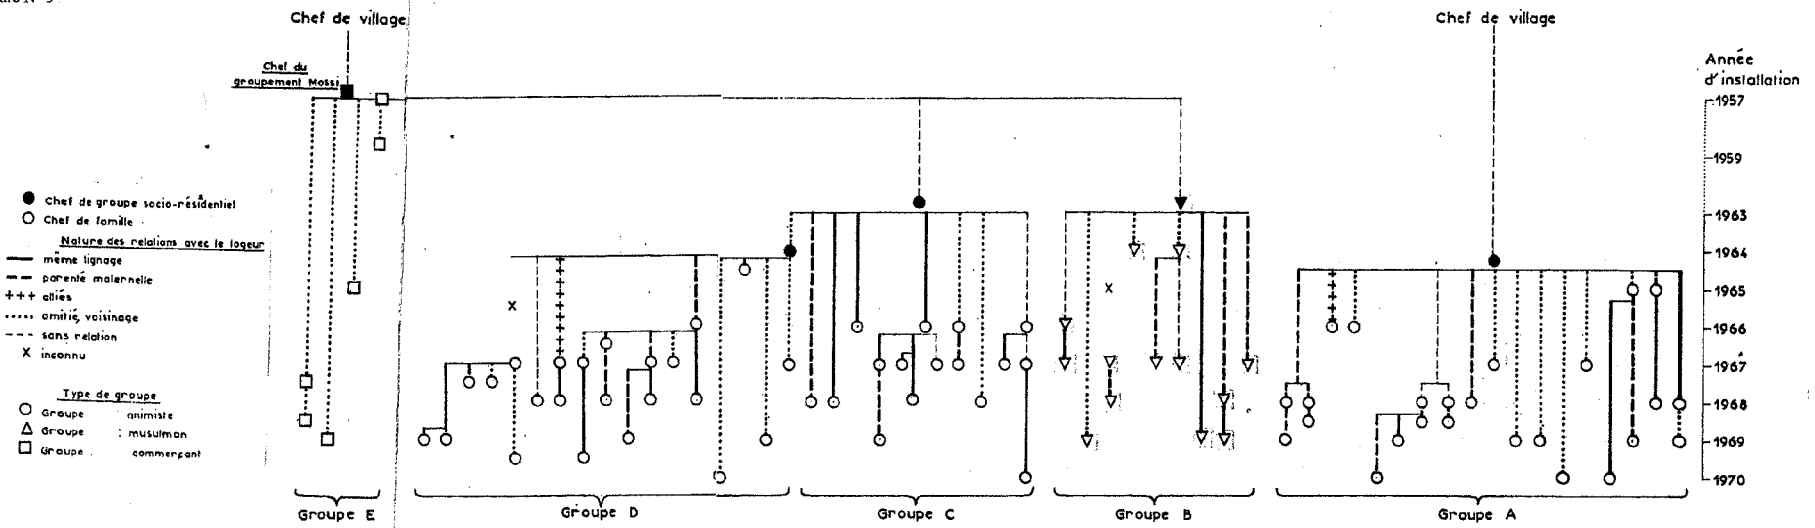 Chef de village
Chef de village
Chef du
groupement Mossi
Année
d'installation
1957
1959
1963
1964
1965
1966
1967
1968
1969
1970
Chef de groupe socio-résidentiel
Chef de famille
Nature des relations avec le logeur
même lignage
parenté maternelle
+++ alliés
amitié, voisinage
sans relation
x inconnu
Type de groupe
Groupe : animiste
Groupe : musulman
Groupe : commerçant
x
x
Groupe E
Groupe D
Groupe C
Groupe B
Groupe A